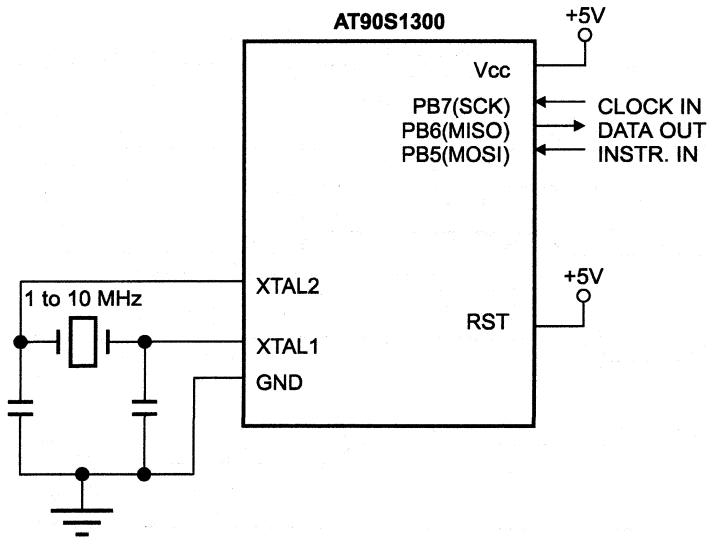 AT90S1300
+5V
Vcc
PB7(SCK) CLOCK IN
PB6(MISO) DATA OUT
PB5(MOSI) INSTR. IN
+5V
XTAL2
1 to 10 MHz
RST
XTAL1
GND